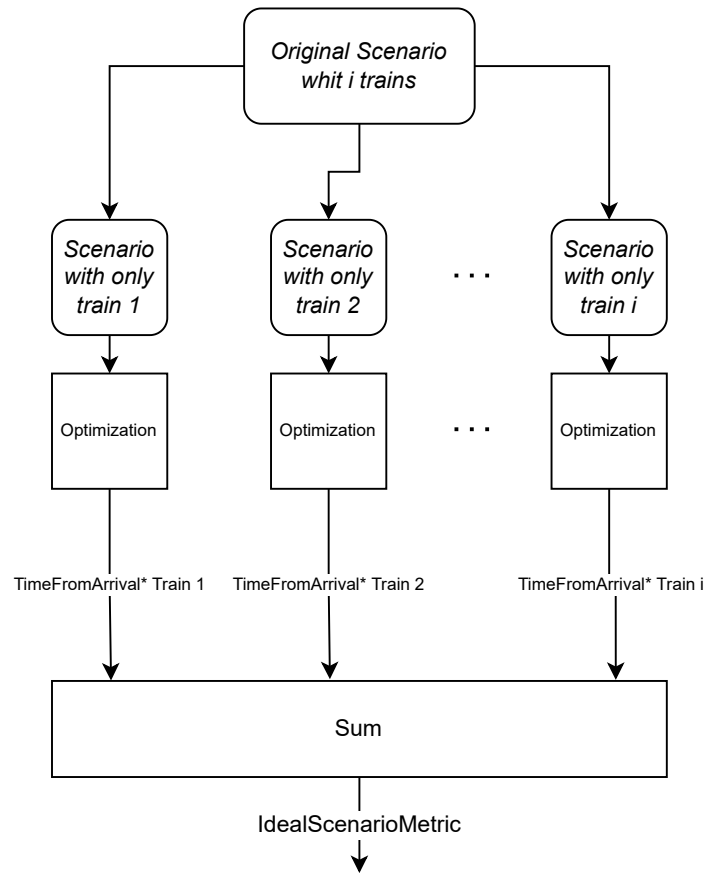 Original Scenario
whit i trains
Scenario
with only
train 1
Scenario
with only
train 2
. . .
Scenario
with only
train i
Optimization
Optimization
. . .
Optimization
TimeFromArrival* Train 1
TimeFromArrival* Train 2
TimeFromArrival* Train i
Sum
IdealScenarioMetric